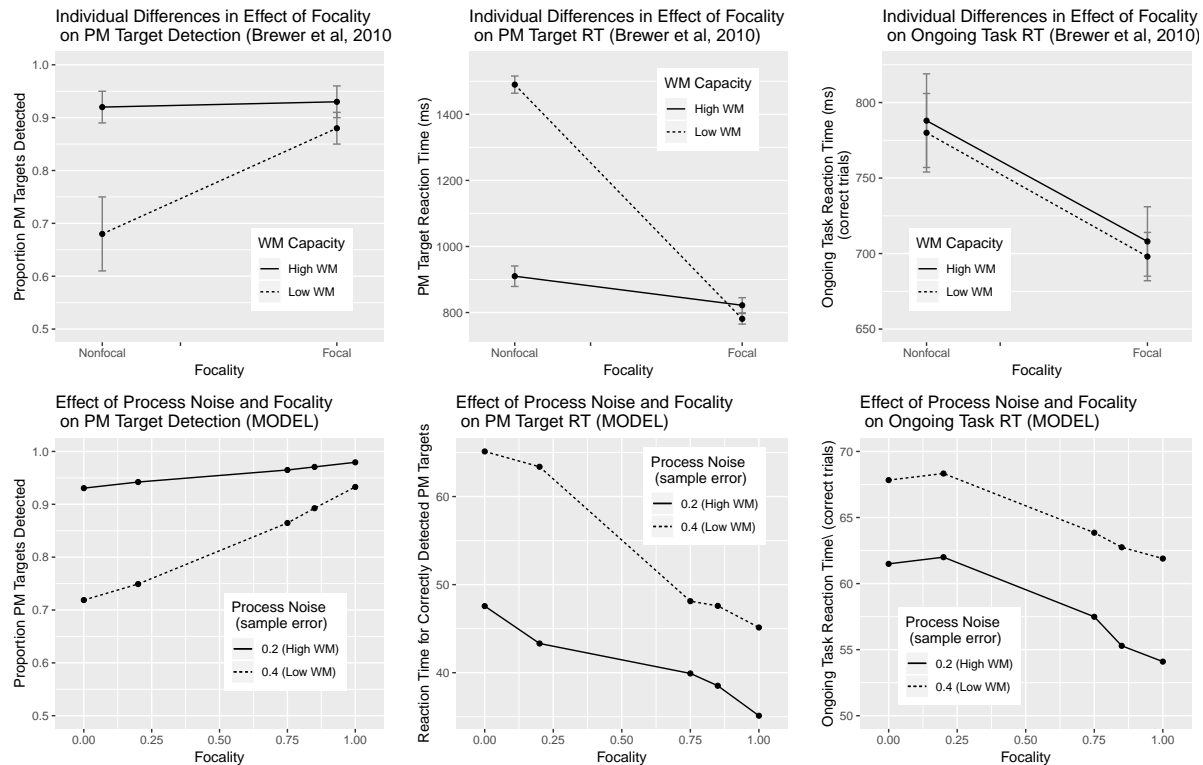 Individual Differences in Effect of Focality
on PM Target Detection (Brewer et al, 2010
Proportion PM Targets Detected
1.0
0.9
0.8
0.7
0.6
0.5
WM Capacity
High WM
Low WM
Nonfocal
Focal
Focality
Individual Differences in Effect of Focality
on PM Target RT (Brewer et al, 2010)
PM Target Reaction Time (ms)
1400
1600
1000
800
WM Capacity
High WM
Low WM
Nonfocal
Focal
Focality
Individual Differences in Effect of Focality
on Ongoing Task RT (Brewer et al, 2010)
Ongoing Task Reaction Time (ms)
(correct trials)
800
750
700
650
WM Capacity
High WM
Low WM
Nonfocal
Focal
Focality
Effect of Process Noise and Focality
on PM Target Detection (MODEL)
Proportion PM Targets Detected
1.0
0.9
0.8
0.7
0.6
0.5
Process Noise
(sample error)
0.2 (High WM)
0.4 (Low WM)
0.00
0.25
0.50
0.75
1.00
Focality
Effect of Process Noise and Focality
on PM Target RT (MODEL)
Reaction Time for Correctly Detected PM Targets
60
50
40
Process Noise
(sample error)
0.2 (High WM)
0.4 (Low WM)
0.00
0.25
0.50
0.75
1.00
Focality
Effect of Process Noise and Focality
on Ongoing Task RT (MODEL)
Ongoing Task Reaction Time\ (correct trials)
70
65
60
55
50
Process Noise
(sample error)
0.2 (High WM)
0.4 (Low WM)
0.00
0.25
0.50
0.75
1.00
Focality